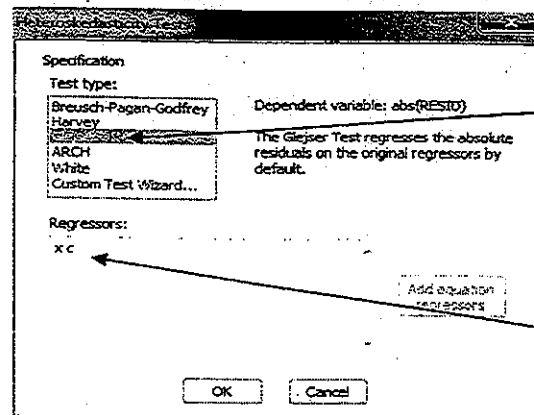 Specification
Test type:
Breusch-Pagan-Godfrey
Harvey
ARCH
White
Custom Test Wizard...
Dependent variable: abs(RESID)
The Glejser Test regresses the absolute
residuals on the original regressors by
default.
Regressors:
x c
Add equation
regressors
OK
Cancel